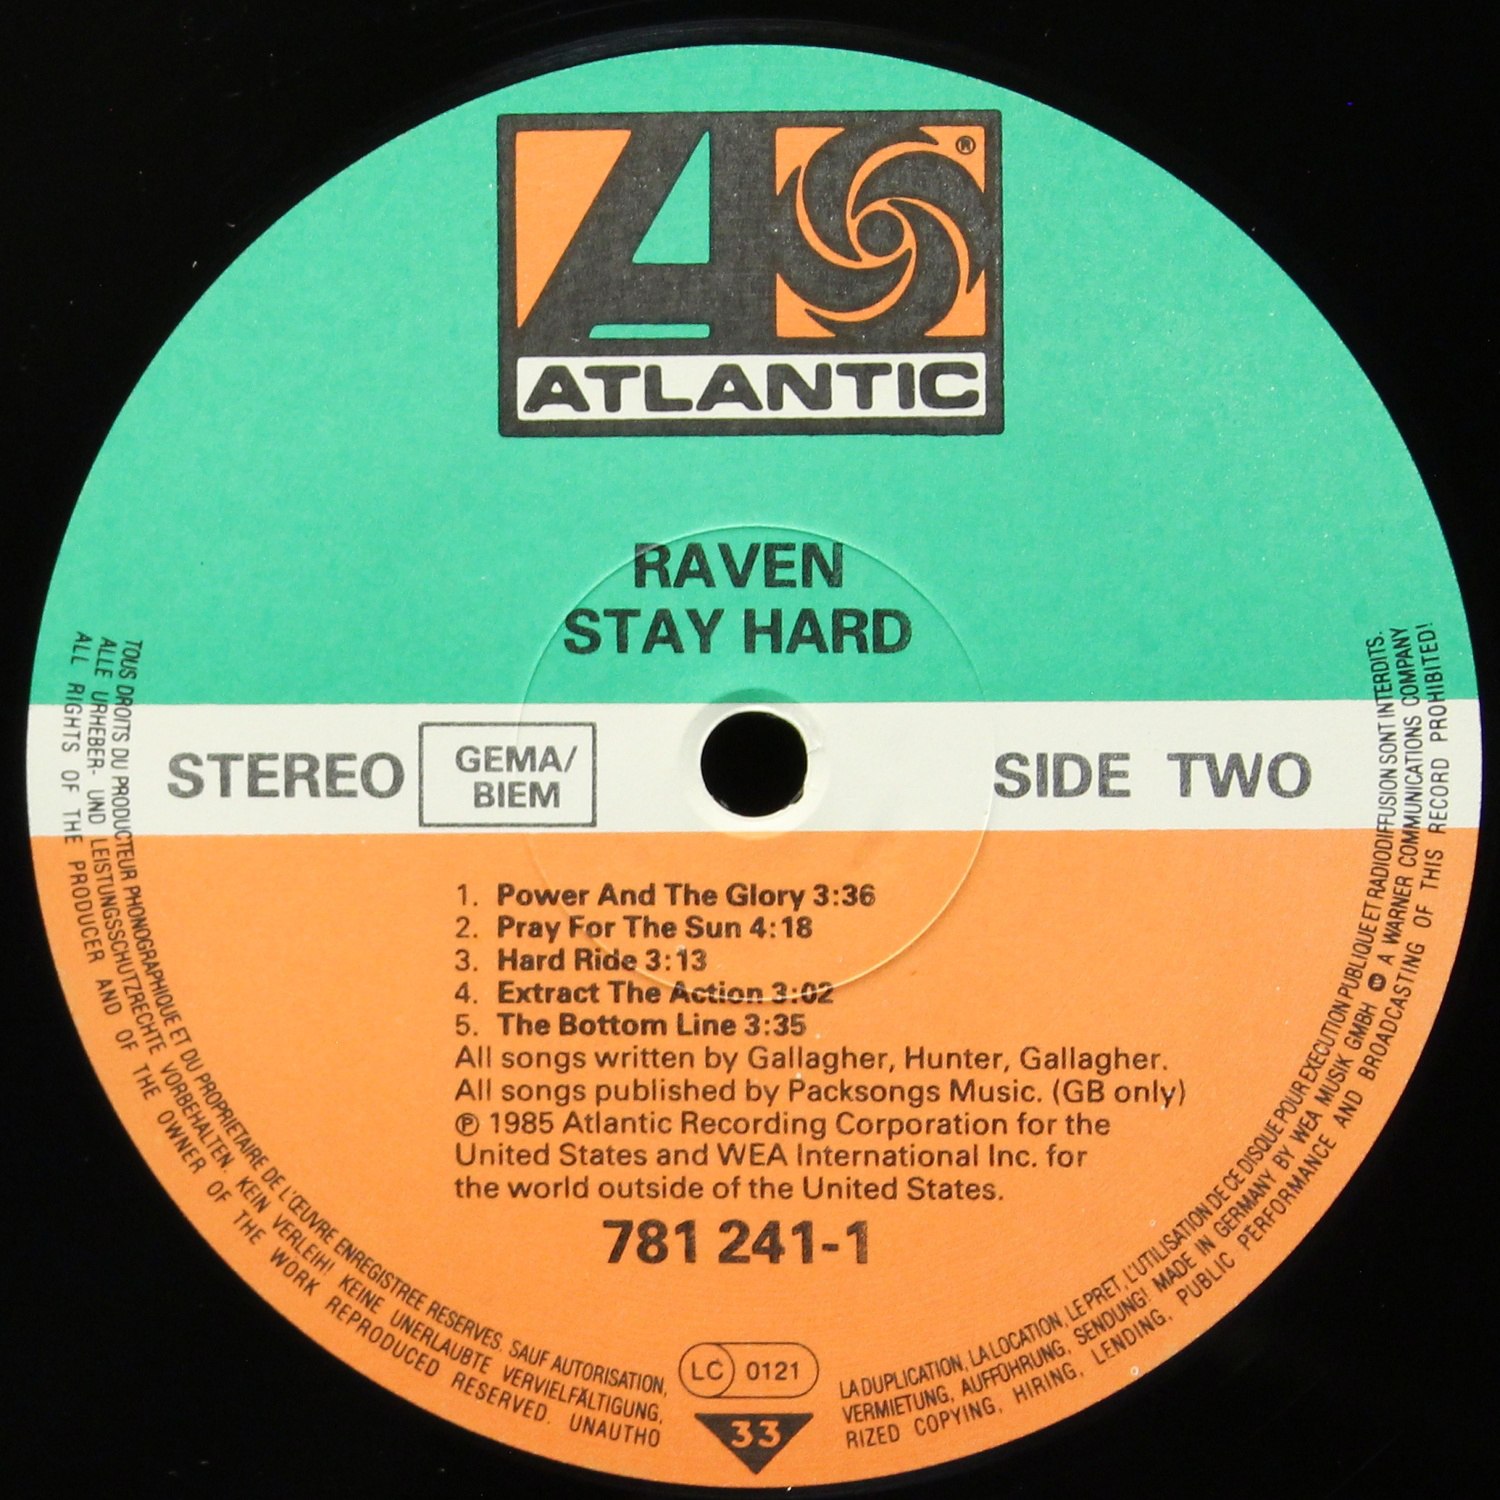 ®
ATLANTIC
RAVEN
STAY HARD
STEREO
GEMA/
BIEM
SIDE TWO
1. Power And The Glory 3:36
2. Pray For The Sun 4:18
3. Hard Ride 3:13
4. Extract The Action 3:02
5. The Bottom Line 3:35
All songs written by Gallagher, Hunter, Gallagher.
All songs published by Packsongs Music. (GB only)
℗ 1985 Atlantic Recording Corporation for the
United States and WEA International Inc. for
the world outside of the United States.
781 241-1
LC 0121
33
TOUS DROITS DU PRODUCTEUR PHONOGRAPHIQUE ET DU PROPRIETAIRE DE L'ŒUVRE ENREGISTREE RESERVES. SAUF AUTORISATION, LA DUPLICATION, LA LOCATION, LE PRET, L'UTILISATION DE CE DISQUE POUR EXECUTION PUBLIQUE ET RADIODIFFUSION SONT INTERDITS.
ALLE URHEBER- UND LEISTUNGSSCHUTZRECHTE VORBEHALTEN. KEIN VERLEIH! KEINE UNERLAUBTE VERVIELFÄLTIGUNG, VERMIETUNG, AUFFÜHRUNG, SENDUNG! MADE IN GERMANY BY WEA MUSIK GMBH A WARNER COMMUNICATIONS COMPANY
ALL RIGHTS OF THE PRODUCER AND OF THE OWNER OF THE WORK REPRODUCED RESERVED. UNAUTHORIZED COPYING, HIRING, LENDING, PUBLIC PERFORMANCE AND BROADCASTING OF THIS RECORD PROHIBITED!